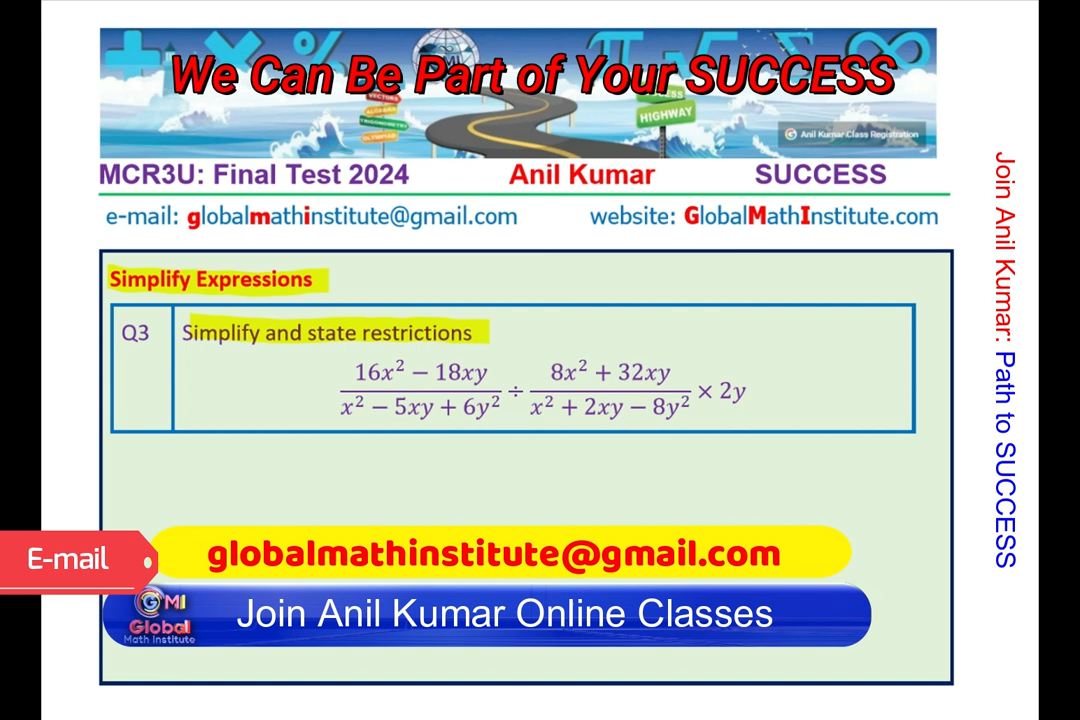 We Can Be Part of Your SUCCESS
VECTORS
TRIGONOMETRY
OLYMPIAD
HIGHWAY
Anil Kumar Class Registration
MCR3U: Final Test 2024 Anil Kumar SUCCESS
e-mail: globalmathinstitute@gmail.com website: GlobalMathInstitute.com
Simplify Expressions
Q3 Simplify and state restrictions
16x² − 18xy / x² − 5xy + 6y² ÷ 8x² + 32xy / x² + 2xy − 8y² × 2y
E-mail globalmathinstitute@gmail.com
GMI
Global
Math Institute
Join Anil Kumar Online Classes
Join Anil Kumar: Path to SUCCESS